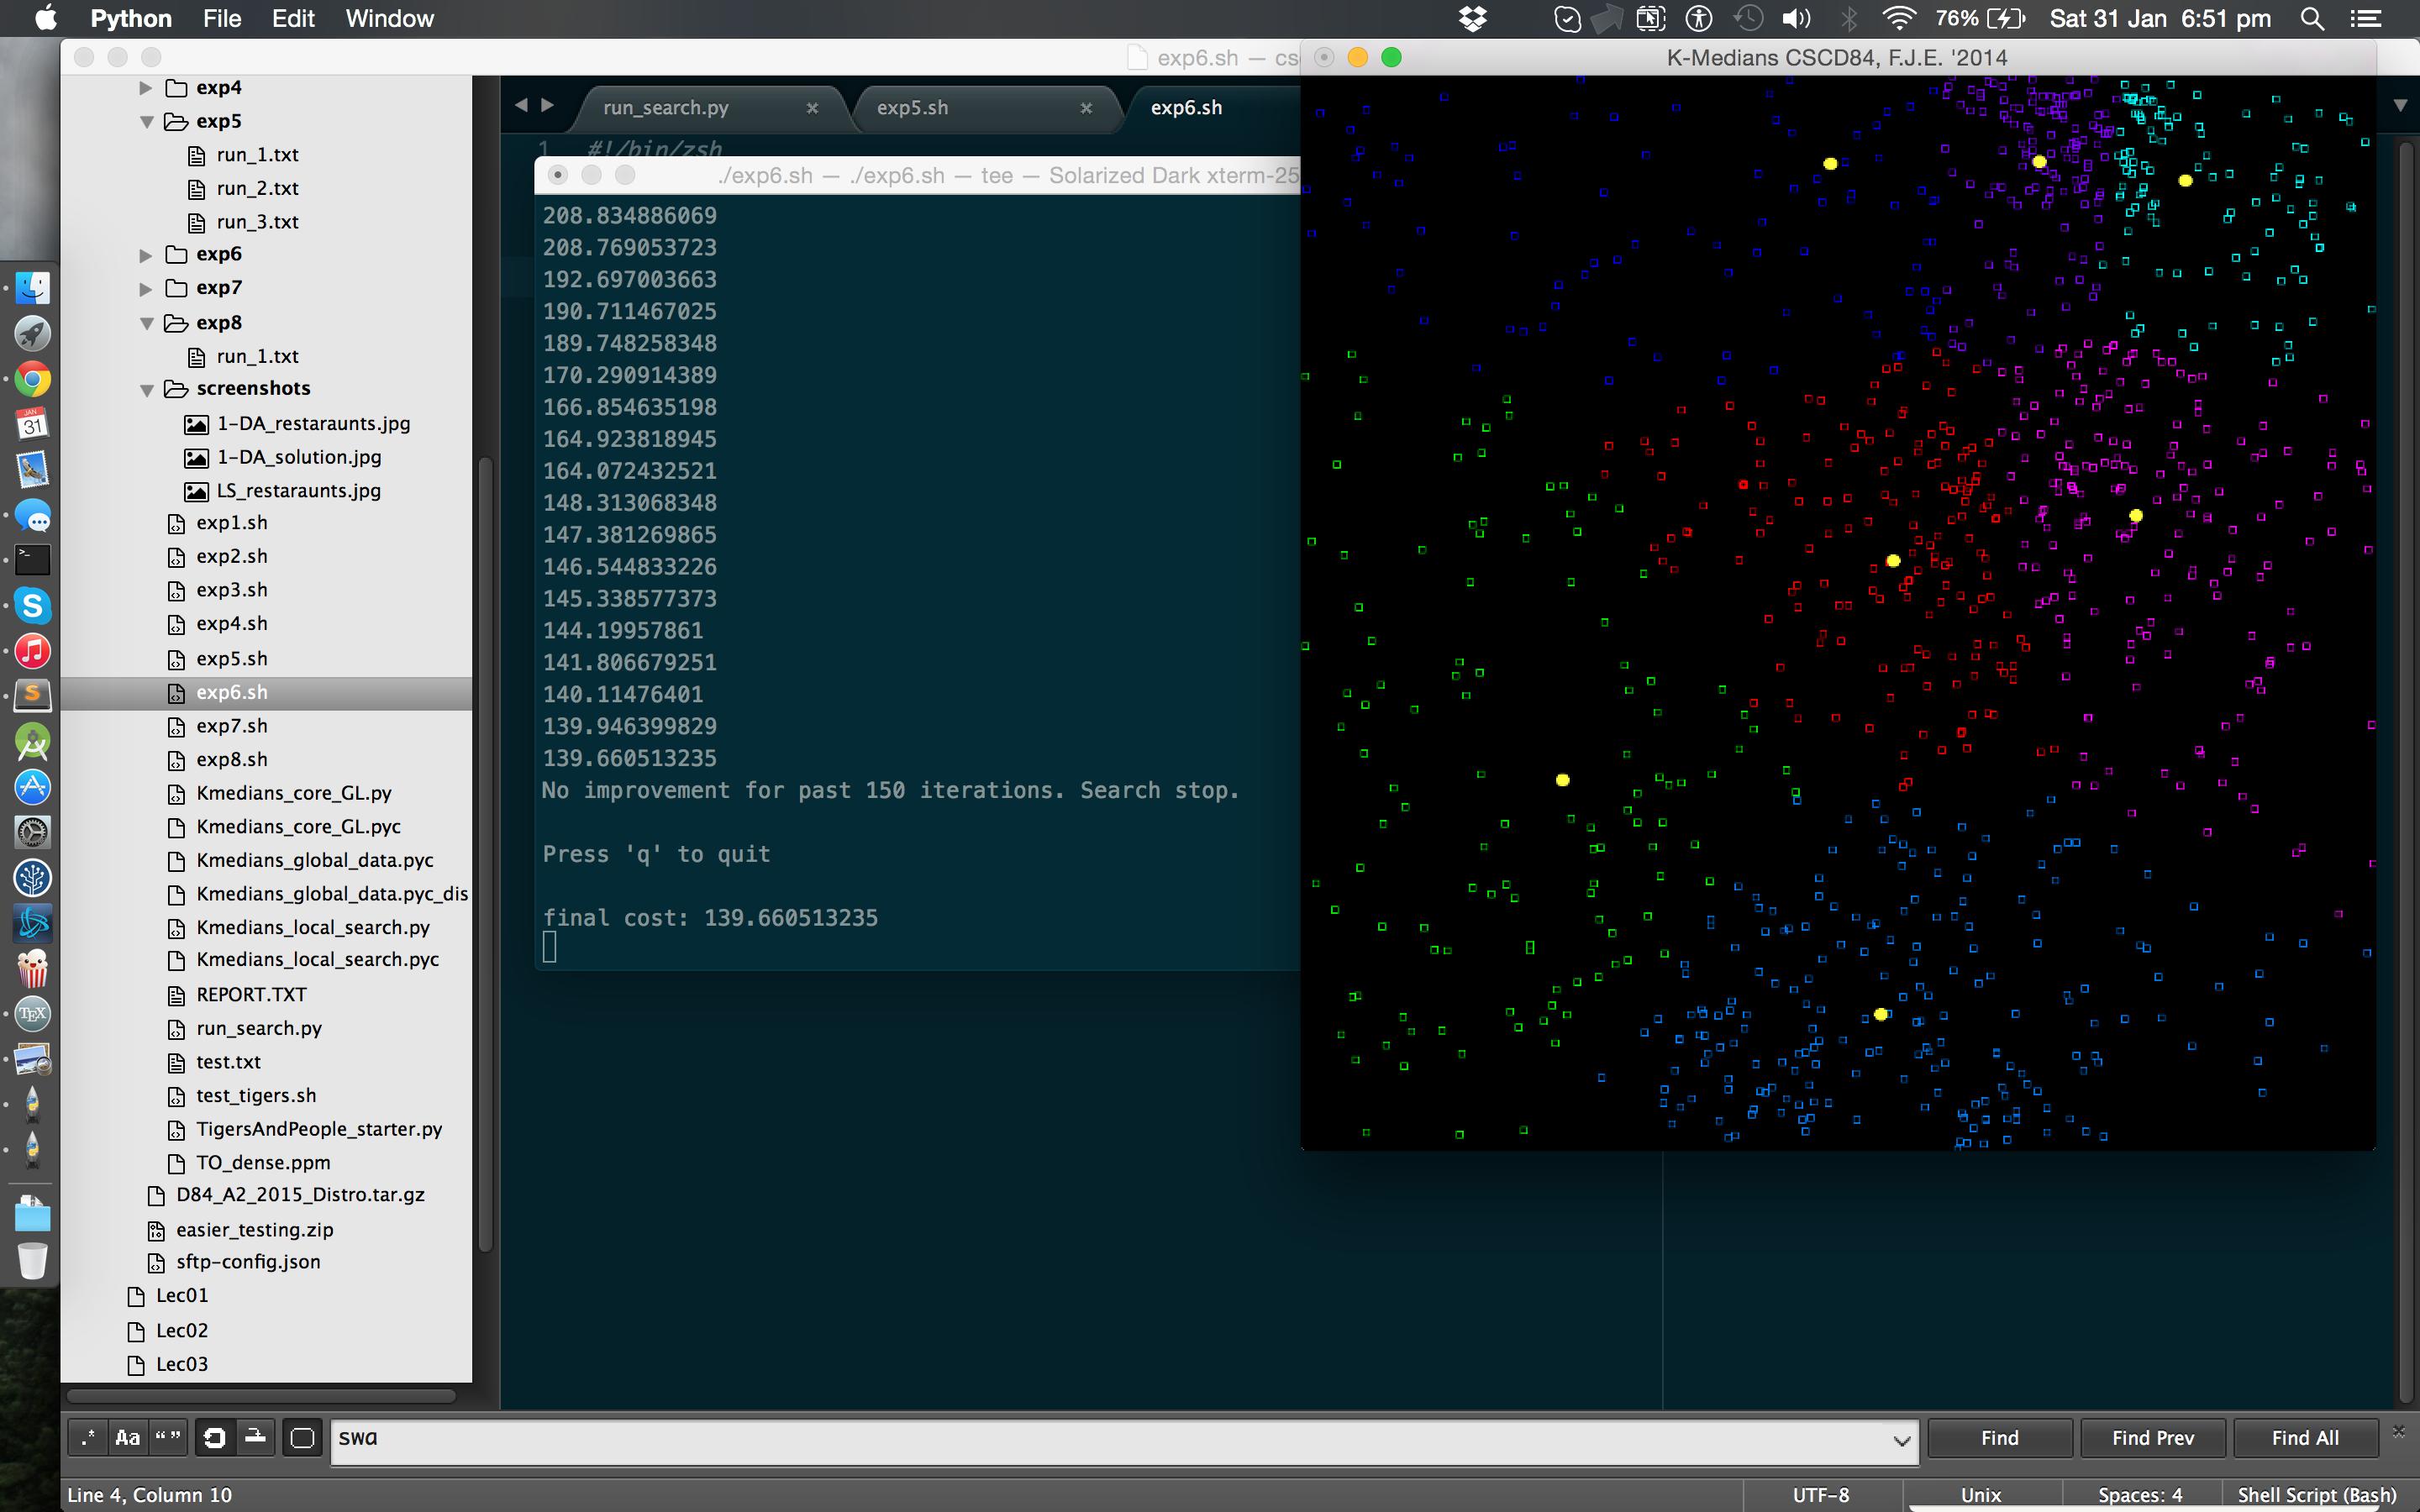 Python File Edit Window 76% Sat 31 Jan 6:51 pm
exp6.sh — cs
K-Medians CSCD84, F.J.E. '2014
exp4
exp5
run_1.txt
run_2.txt
run_3.txt
exp6
exp7
exp8
run_1.txt
screenshots
1-DA_restaraunts.jpg
1-DA_solution.jpg
LS_restaraunts.jpg
exp1.sh
exp2.sh
exp3.sh
exp4.sh
exp5.sh
exp6.sh
exp7.sh
exp8.sh
Kmedians_core_GL.py
Kmedians_core_GL.pyc
Kmedians_global_data.pyc
Kmedians_global_data.pyc_dis
Kmedians_local_search.py
Kmedians_local_search.pyc
REPORT.TXT
run_search.py
test.txt
test_tigers.sh
TigersAndPeople_starter.py
TO_dense.ppm
D84_A2_2015_Distro.tar.gz
easier_testing.zip
sftp-config.json
Lec01
Lec02
Lec03
run_search.py × exp5.sh × exp6.sh
1 #!/bin/zsh
./exp6.sh — ./exp6.sh — tee — Solarized Dark xterm-25
208.834886069
208.769053723
192.697003663
190.711467025
189.748258348
170.290914389
166.854635198
164.923818945
164.072432521
148.313068348
147.381269865
146.544833226
145.338577373
144.19957861
141.806679251
140.11476401
139.946399829
139.660513235
No improvement for past 150 iterations. Search stop.
Press 'q' to quit
final cost: 139.660513235
JAN
31
S
S
TEX
.* Aa “ ” swa Find Find Prev Find All ×
Line 4, Column 10 UTF-8 Unix Spaces: 4 Shell Script (Bash)